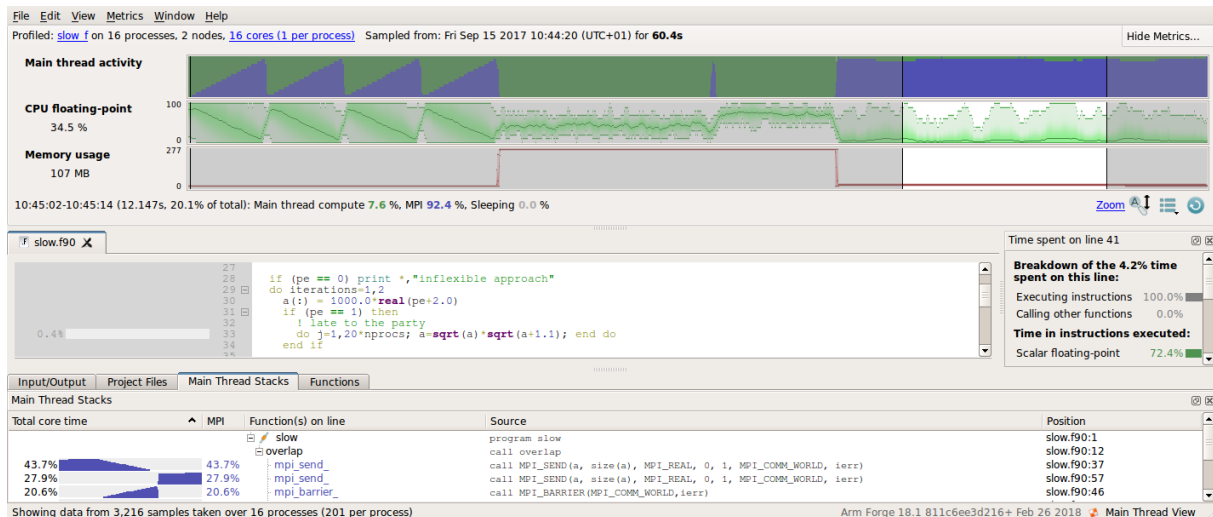 File Edit View Metrics Window Help
Profiled: slow_f on 16 processes, 2 nodes, 16 cores (1 per process) Sampled from: Fri Sep 15 2017 10:44:20 (UTC+01) for 60.4s Hide Metrics...
Main thread activity
CPU floating-point 100
34.5 % 0
Memory usage 277
107 MB 0
10:45:02-10:45:14 (12.147s, 20.1% of total): Main thread compute 7.6 %, MPI 92.4 %, Sleeping 0.0 % Zoom
F slow.f90 X Time spent on line 41
27
28 if (pe == 0) print *,"inflexible approach"
29 do iterations=1,2
30 a(:) = 1000.0*real(pe+2.0)
31 if (pe == 1) then
32 ! late to the party
0.4% 33 do j=1,20*nprocs; a=sqrt(a)*sqrt(a+1.1); end do
34 end if
35
Breakdown of the 4.2% time
spent on this line:
Executing instructions 100.0%
Calling other functions 0.0%
Time in instructions executed:
Scalar floating-point 72.4%
Input/Output Project Files Main Thread Stacks Functions
Main Thread Stacks
Total core time MPI Function(s) on line Source Position
slow program slow slow.f90:1
overlap call overlap slow.f90:12
43.7% 43.7% mpi_send_ call MPI_SEND(a, size(a), MPI_REAL, 0, 1, MPI_COMM_WORLD, ierr) slow.f90:37
27.9% 27.9% mpi_send_ call MPI_SEND(a, size(a), MPI_REAL, 0, 1, MPI_COMM_WORLD, ierr) slow.f90:57
20.6% 20.6% mpi_barrier_ call MPI_BARRIER(MPI_COMM_WORLD,ierr) slow.f90:46
Showing data from 3,216 samples taken over 16 processes (201 per process) Arm Forge 18.1 811c6ee3d216+ Feb 26 2018 Main Thread View